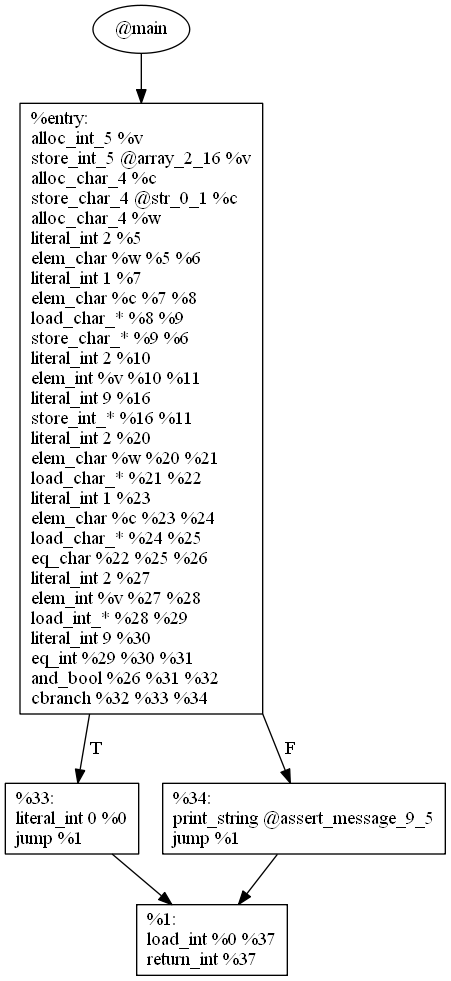 @main
%entry:
alloc_int_5 %v
store_int_5 @array_2_16 %v
alloc_char_4 %c
store_char_4 @str_0_1 %c
alloc_char_4 %w
literal_int 2 %5
elem_char %w %5 %6
literal_int 1 %7
elem_char %c %7 %8
load_char_* %8 %9
store_char_* %9 %6
literal_int 2 %10
elem_int %v %10 %11
literal_int 9 %16
store_int_* %16 %11
literal_int 2 %20
elem_char %w %20 %21
load_char_* %21 %22
literal_int 1 %23
elem_char %c %23 %24
load_char_* %24 %25
eq_char %22 %25 %26
literal_int 2 %27
elem_int %v %27 %28
load_int_* %28 %29
literal_int 9 %30
eq_int %29 %30 %31
and_bool %26 %31 %32
cbranch %32 %33 %34
T
F
%33:
literal_int 0 %0
jump %1
%34:
print_string @assert_message_9_5
jump %1
%1:
load_int %0 %37
return_int %37